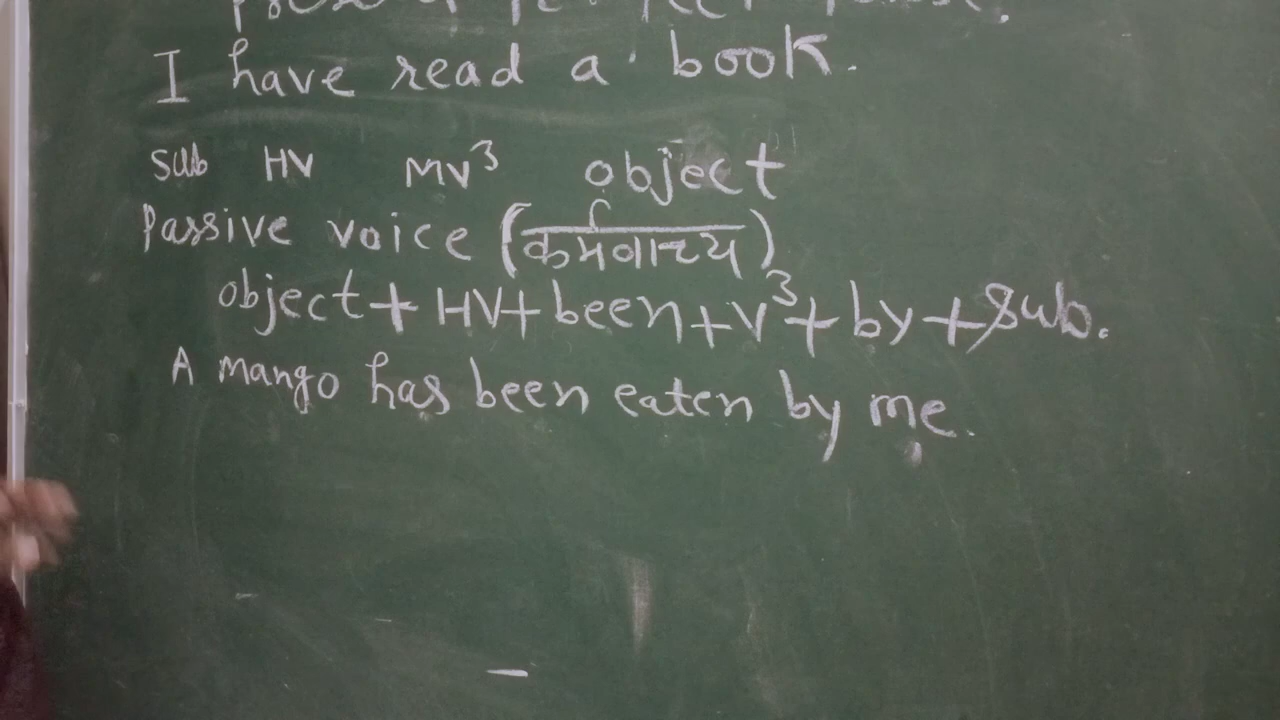 I have read a book.
Sub HV MV³ object
Passive voice (कर्मवाच्य)
object + HV + been + V³ + by + Sub.
A mango has been eaten by me.